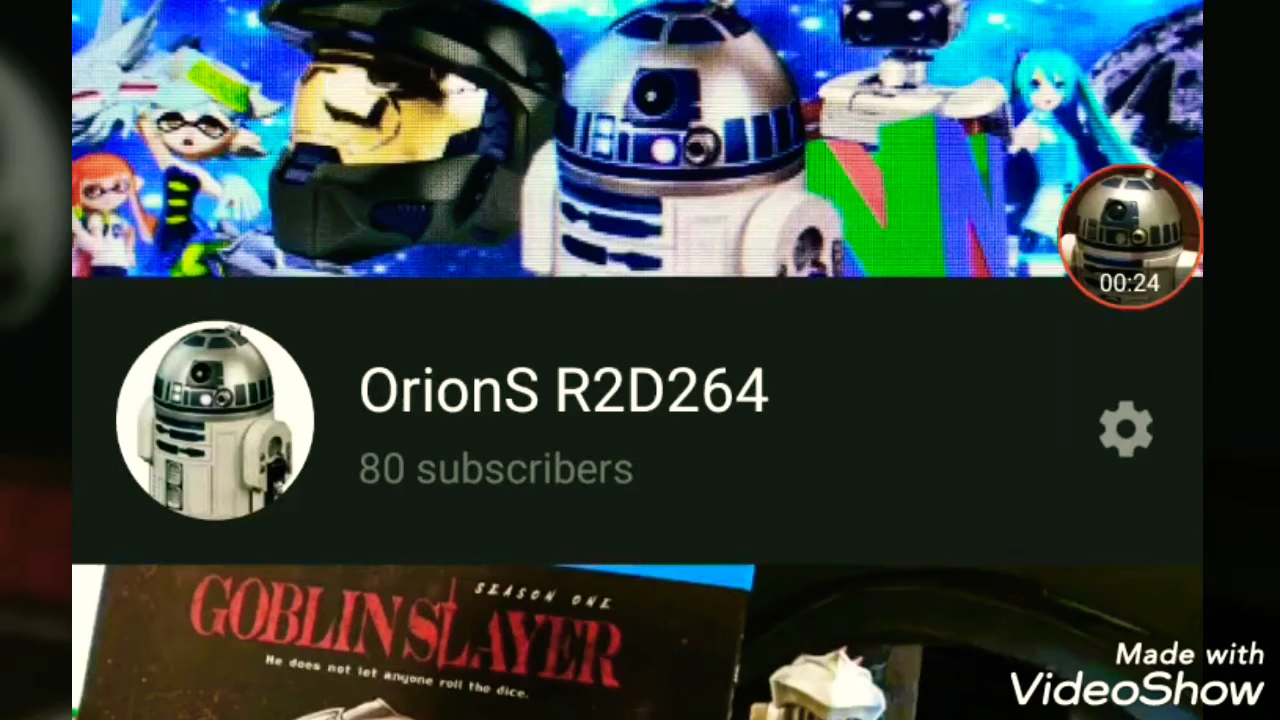 00:24
OrionS R2D264
80 subscribers
SEASON ONE
GOBLIN SLAYER
He does not let anyone roll the dice.
Made with
VideoShow